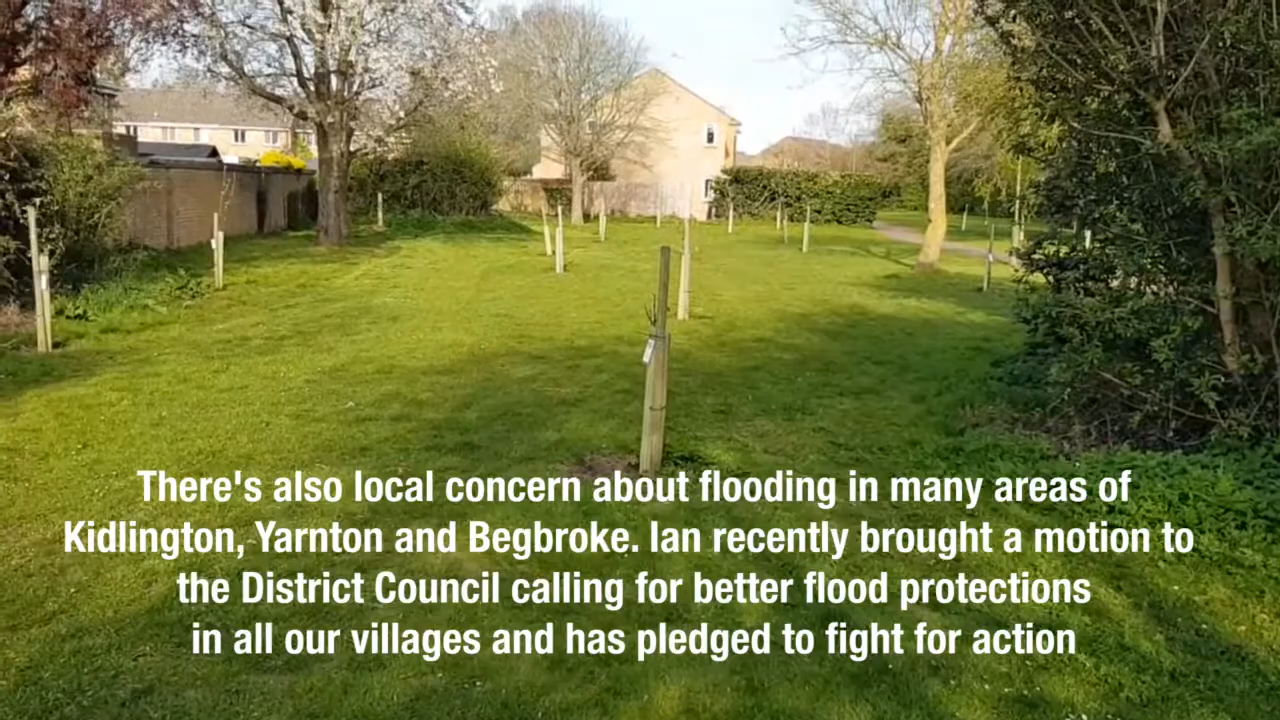 There's also local concern about flooding in many areas of
Kidlington, Yarnton and Begbroke. Ian recently brought a motion to
the District Council calling for better flood protections
in all our villages and has pledged to fight for action